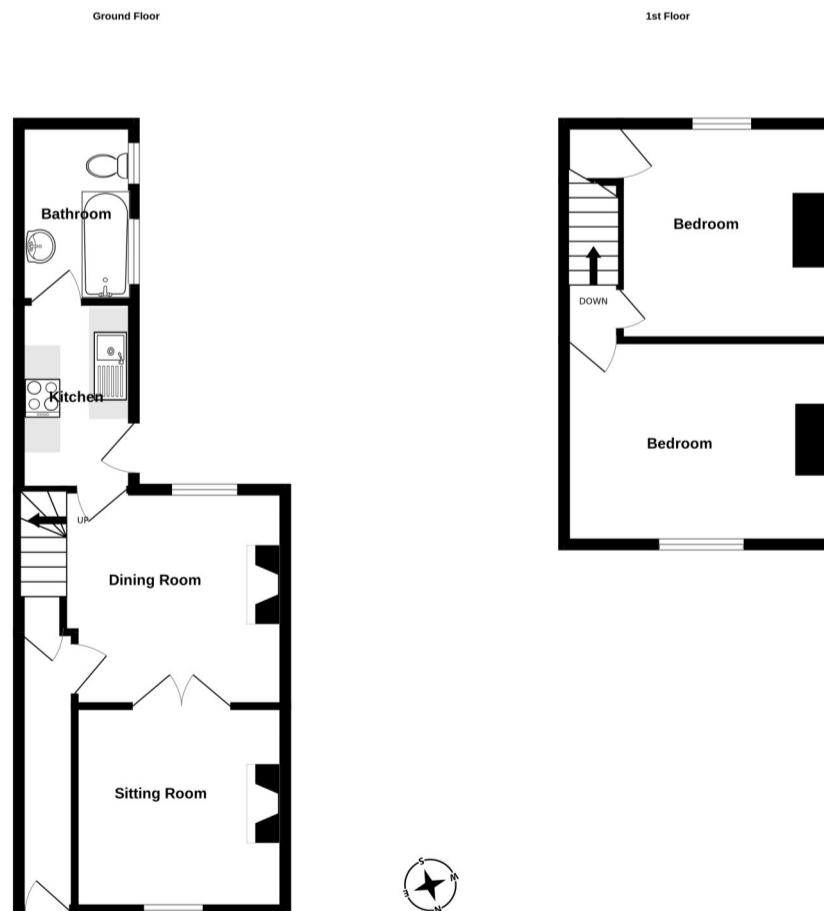 Ground Floor
1st Floor
Bathroom
Bedroom
DOWN
Kitchen
Bedroom
UP
Dining Room
Sitting Room
S
W
E
N